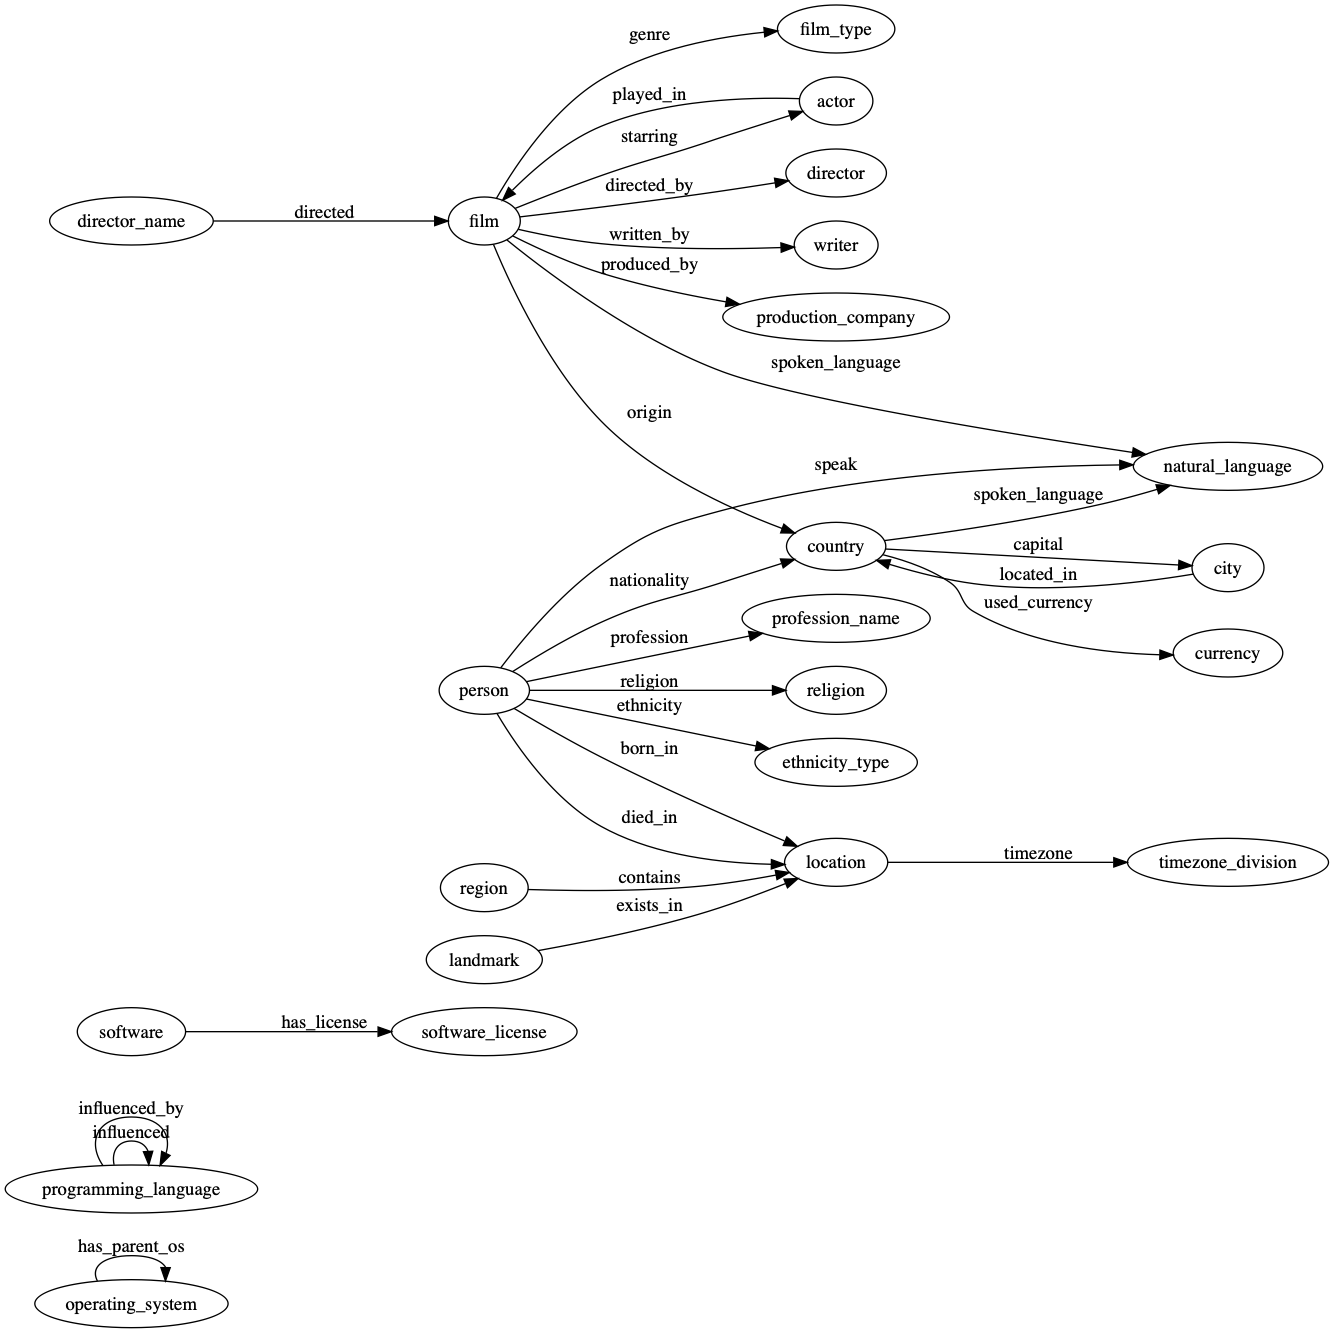 genre
film_type
played_in
actor
starring
directed_by
director
director_name
directed
film
written_by
writer
produced_by
production_company
spoken_language
origin
speak
natural_language
spoken_language
country
capital
city
located_in
nationality
used_currency
profession_name
profession
currency
person
religion
religion
ethnicity
born_in
ethnicity_type
died_in
location
timezone
timezone_division
region
contains
exists_in
landmark
software
has_license
software_license
influenced_by
influenced
programming_language
has_parent_os
operating_system